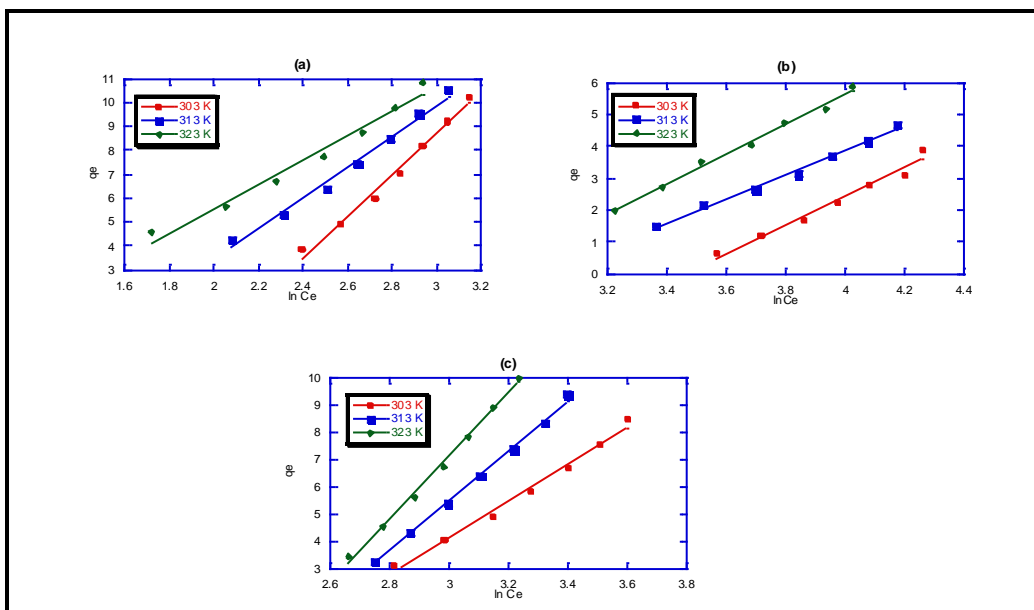 (a)
11
10
9
8
7
6
5
4
3
qe
303 K
313 K
323 K
1.6 1.8 2 2.2 2.4 2.6 2.8 3 3.2
ln Ce
(b)
6
5
4
3
2
1
0
qe
303 K
313 K
323 K
3.2 3.4 3.6 3.8 4 4.2 4.4
ln Ce
(c)
10
9
8
7
6
5
4
3
qe
303 K
313 K
323 K
2.6 2.8 3 3.2 3.4 3.6 3.8
ln Ce